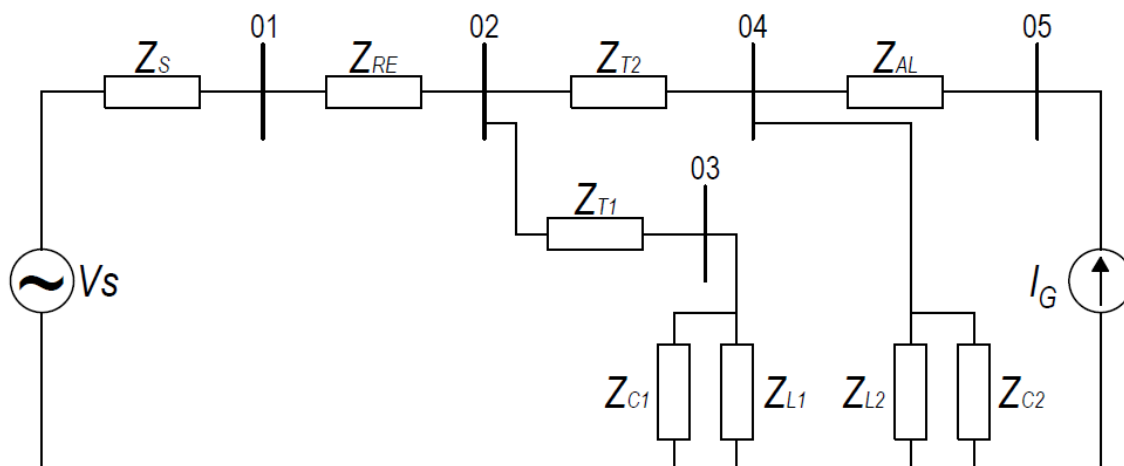 01 02 04 05
ZS ZRE ZT2 ZAL
03
ZT1
Vs IG
ZC1 ZL1 ZL2 ZC2